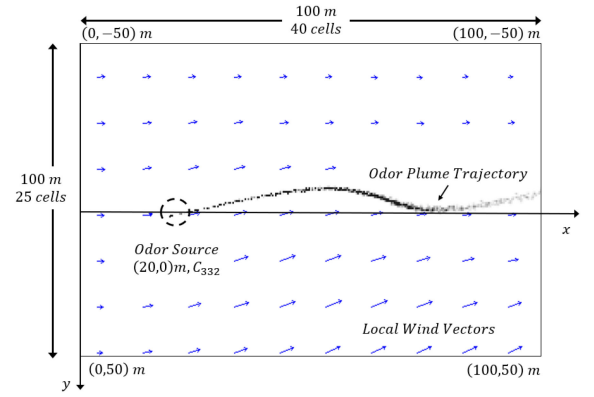 100 m
40 cells
(0, −50) m
(100, −50) m
100 m
25 cells
Odor Plume Trajectory
x
Odor Source
(20,0)m, C₃₃₂
Local Wind Vectors
(0,50) m
(100,50) m
y